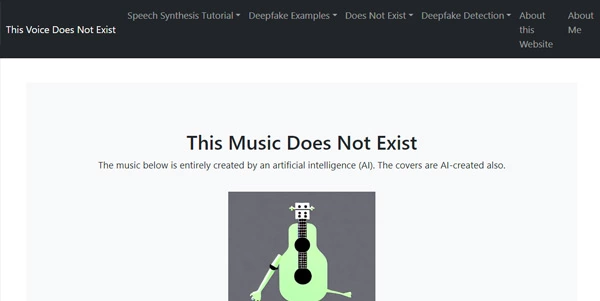 This Voice Does Not Exist
Speech Synthesis Tutorial
Deepfake Examples
Does Not Exist
Deepfake Detection
About
this
Website
About
Me
This Music Does Not Exist
The music below is entirely created by an artificial intelligence (AI). The covers are AI-created also.